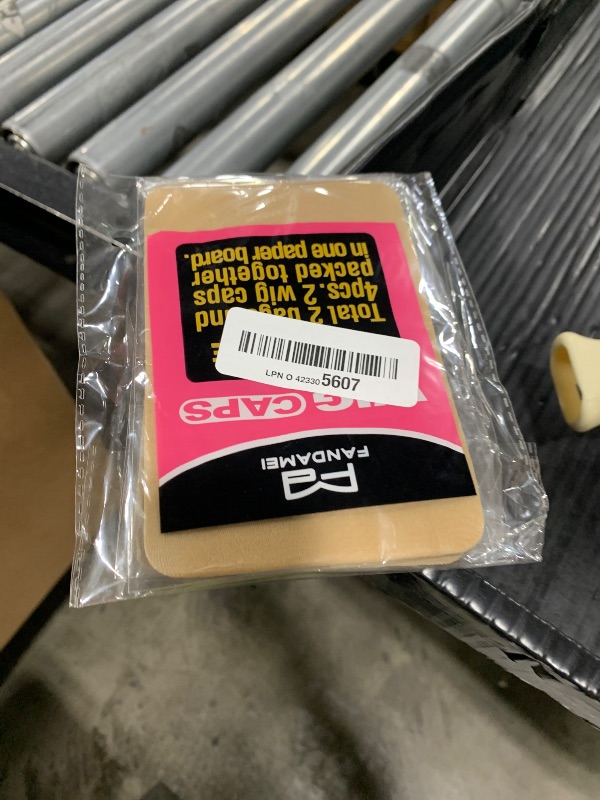 FANDAMEI
CAPS
Total 2 bag
4pcs. 2 wig caps
packed together
in one paper board.
LPN O 42330 5607